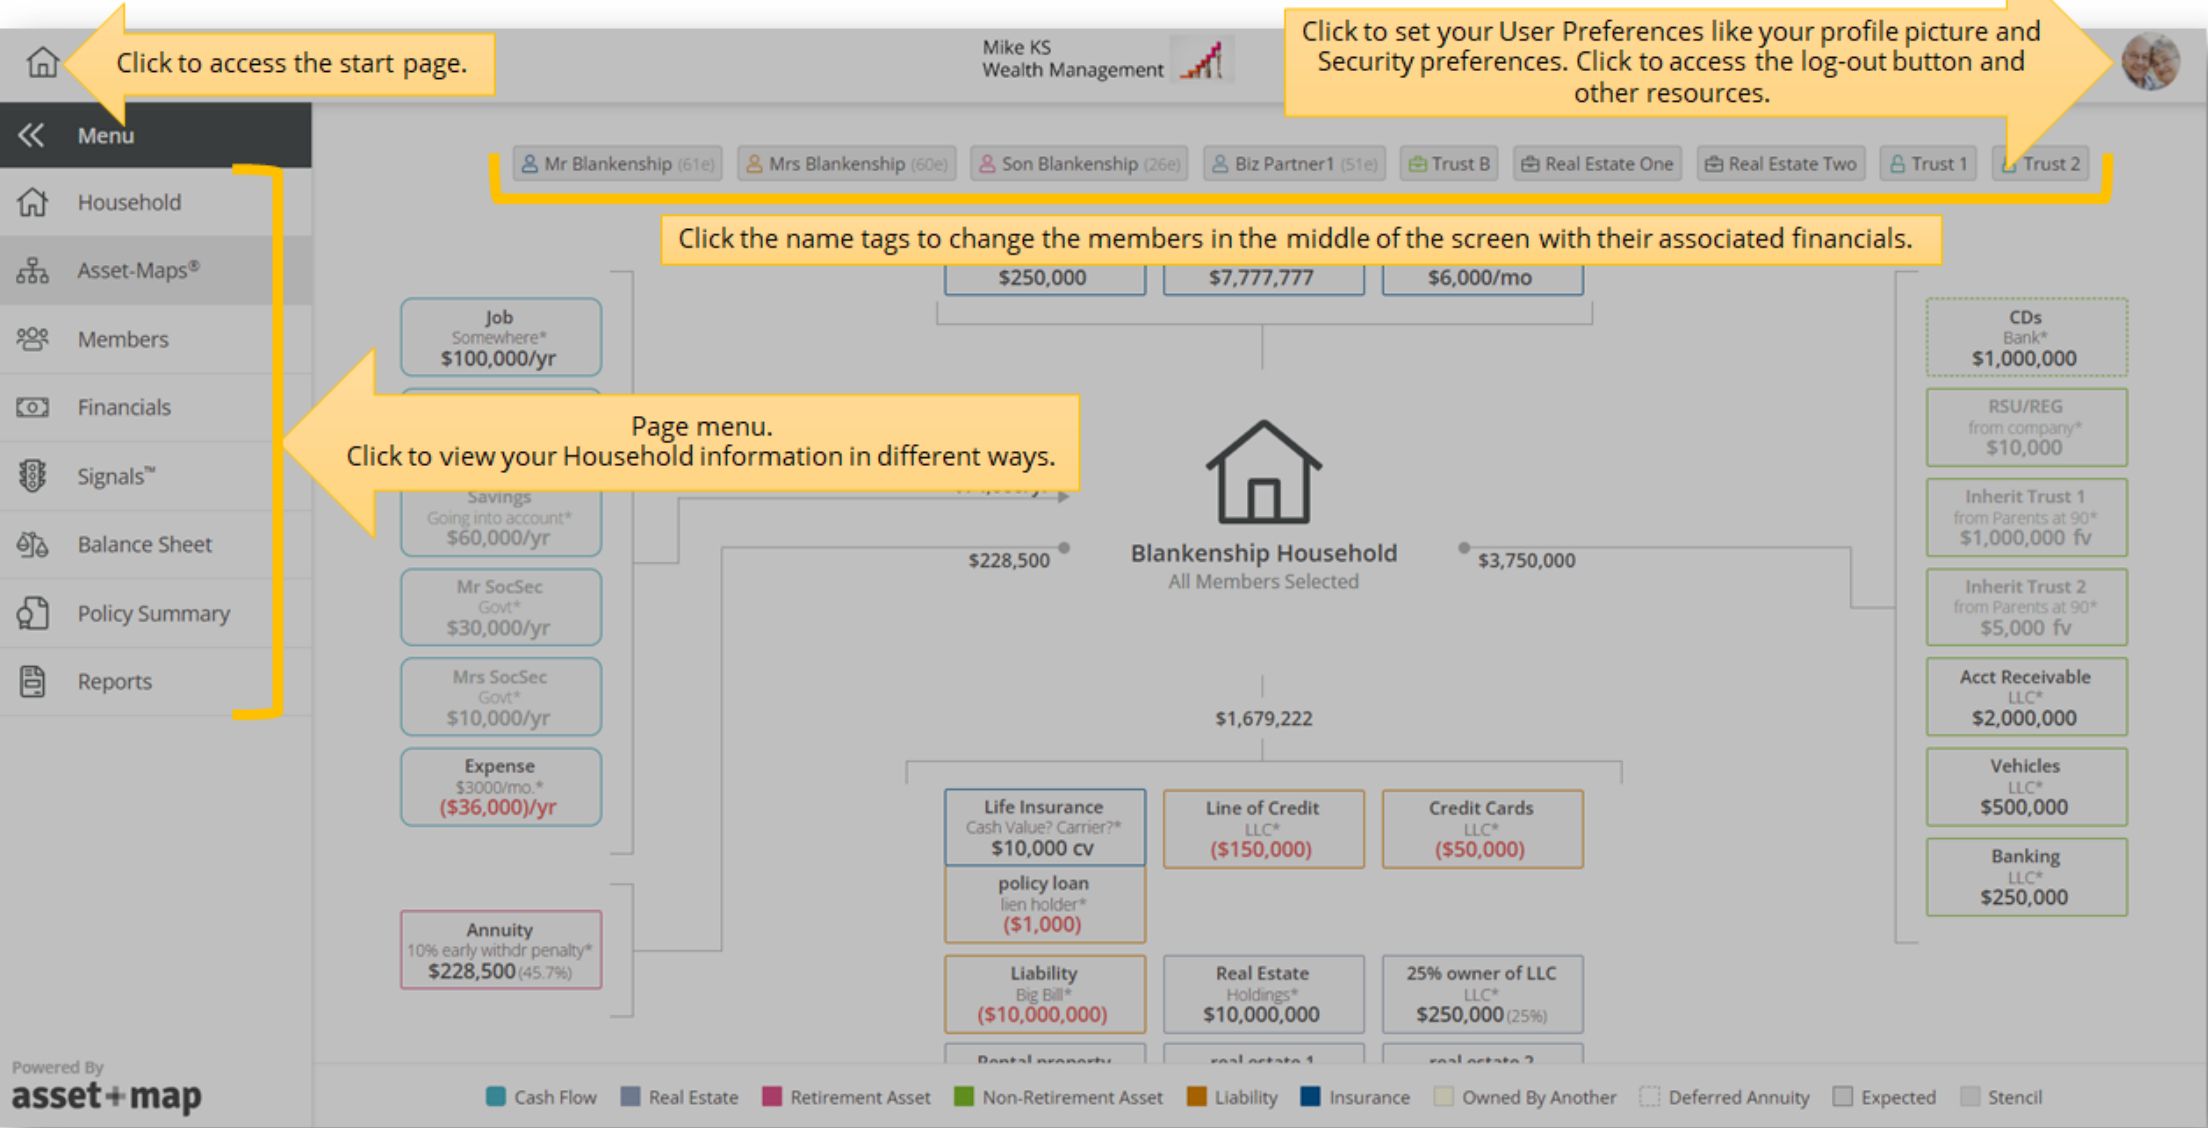 Click to access the start page.
Mike KS
Wealth Management
Click to set your User Preferences like your profile picture and
Security preferences. Click to access the log-out button and
other resources.
Menu
Household
Asset-Maps®
Members
Financials
Signals™
Balance Sheet
Policy Summary
Reports
Mr Blankenship (61e)
Mrs Blankenship (60e)
Son Blankenship (26e)
Biz Partner1 (51e)
Trust B
Real Estate One
Real Estate Two
Trust 1
Trust 2
Click the name tags to change the members in the middle of the screen with their associated financials.
$250,000
$7,777,777
$6,000/mo
Job
Somewhere*
$100,000/yr
Page menu.
Click to view your Household information in different ways.
Savings
Going into account*
$60,000/yr
Mr SocSec
Govt*
$30,000/yr
Mrs SocSec
Govt*
$10,000/yr
Expense
$3000/mo.*
($36,000)/yr
Annuity
10% early withdr penalty*
$228,500 (45.7%)
$228,500
Blankenship Household
All Members Selected
$3,750,000
$1,679,222
Life Insurance
Cash Value? Carrier?*
$10,000 cv
policy loan
lien holder*
($1,000)
Line of Credit
LLC*
($150,000)
Credit Cards
LLC*
($50,000)
Liability
Big Bill*
($10,000,000)
Real Estate
Holdings*
$10,000,000
25% owner of LLC
LLC*
$250,000 (25%)
Rental property
real estate 1
real estate 2
CDs
Bank*
$1,000,000
RSU/REG
from company*
$10,000
Inherit Trust 1
from Parents at 90*
$1,000,000 fv
Inherit Trust 2
from Parents at 90*
$5,000 fv
Acct Receivable
LLC*
$2,000,000
Vehicles
LLC*
$500,000
Banking
LLC*
$250,000
Powered By
asset+map
Cash Flow
Real Estate
Retirement Asset
Non-Retirement Asset
Liability
Insurance
Owned By Another
Deferred Annuity
Expected
Stencil